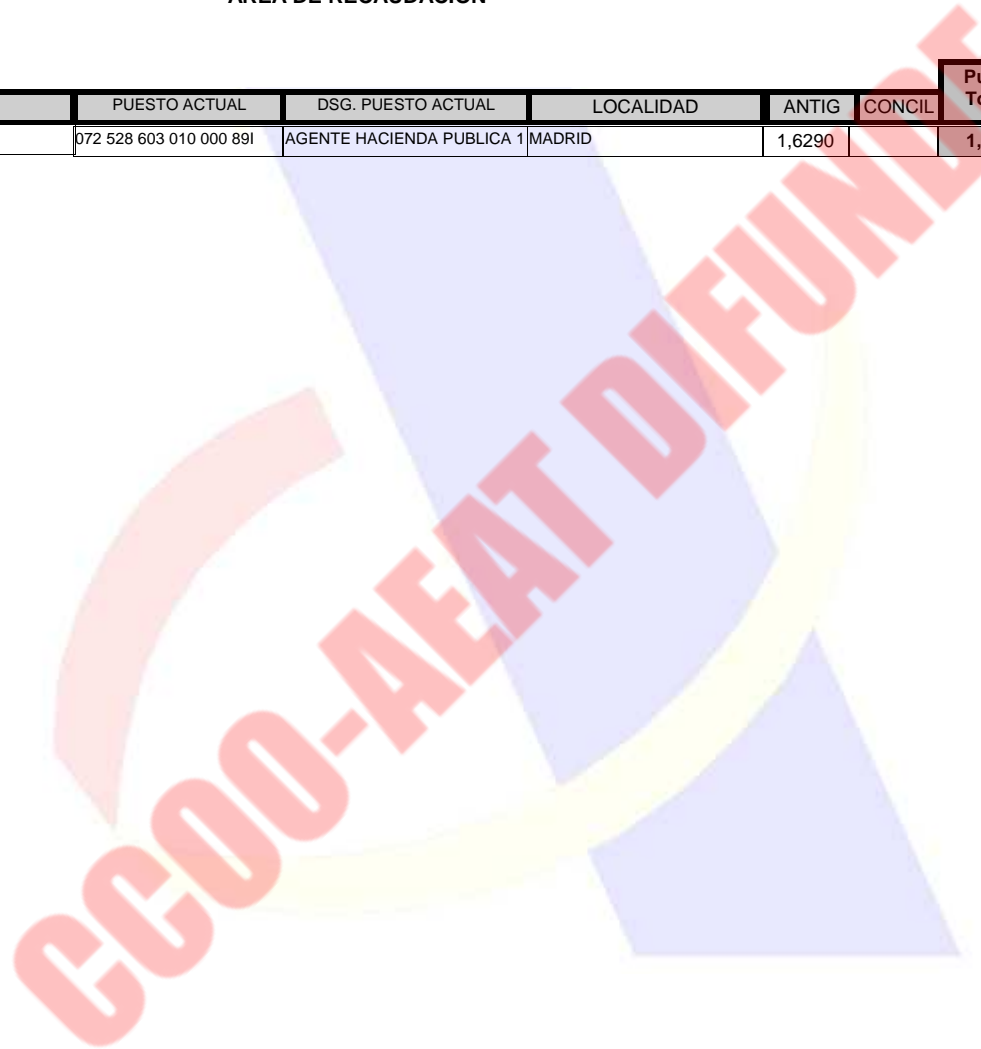 PUESTO ACTUAL DSG. PUESTO ACTUAL LOCALIDAD ANTIG CONCIL
072 528 603 010 000 89I AGENTE HACIENDA PUBLICA 1 MADRID 1,6290 1,
CCOO-AEAT DIFUNDE